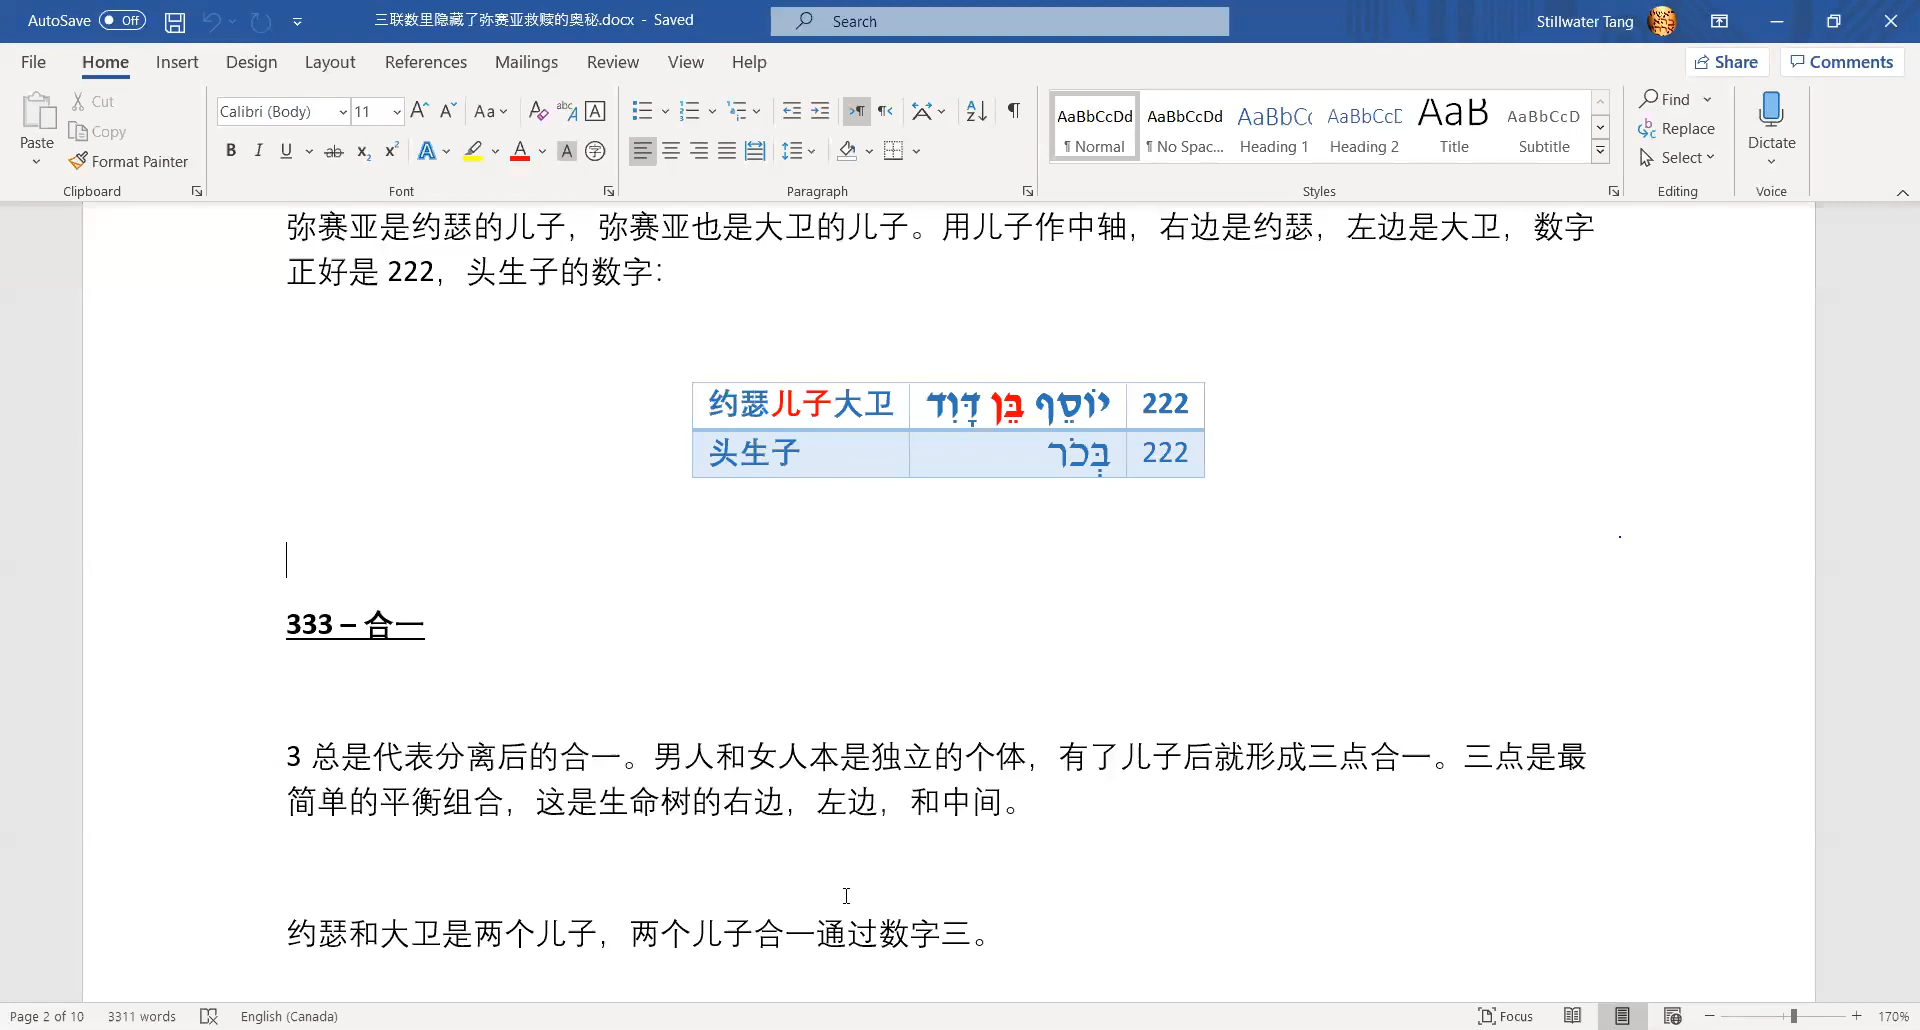 AutoSave Off 三联数里隐藏了弥赛亚救赎的奥秘.docx - Saved Search Stillwater Tang
File Home Insert Design Layout References Mailings Review View Help Share Comments
Paste Cut Copy Format Painter Clipboard
Calibri (Body) 11 Font
Paragraph
AaBbCcDd ¶ Normal
AaBbCcDd ¶ No Spac...
AaBbCc Heading 1
AaBbCcE Heading 2
AaB Title
AaBbCcD Subtitle
Styles
Find Replace Select Editing
Dictate Voice
弥赛亚是约瑟的儿子，弥赛亚也是大卫的儿子。用儿子作中轴，右边是约瑟，左边是大卫，数字
正好是 222，头生子的数字：
约瑟儿子大卫 יוֹסֵף בֵּן דָּוִד 222
头生子 בְּכֹר 222
333 – 合一
3 总是代表分离后的合一。男人和女人本是独立的个体，有了儿子后就形成三点合一。三点是最
简单的平衡组合，这是生命树的右边，左边，和中间。
约瑟和大卫是两个儿子，两个儿子合一通过数字三。
Page 2 of 10 3311 words English (Canada) Focus 170%